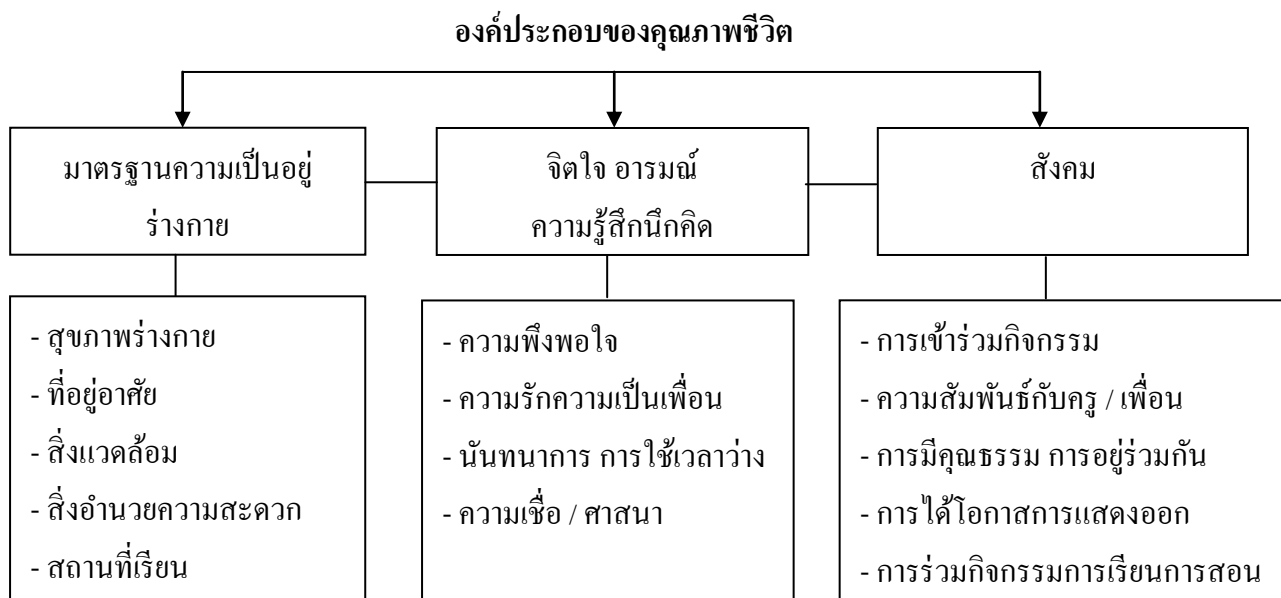 องค์ประกอบของคุณภาพชีวิต
มาตรฐานความเป็นอยู่
ร่างกาย
จิตใจ อารมณ์
ความรู้สึกนึกคิด
สังคม
- สุขภาพร่างกาย
- ที่อยู่อาศัย
- สิ่งแวดล้อม
- สิ่งอำนวยความสะดวก
- สถานที่เรียน
- ความพึงพอใจ
- ความรักความเป็นเพื่อน
- นันทนาการ การใช้เวลาว่าง
- ความเชื่อ / ศาสนา
- การเข้าร่วมกิจกรรม
- ความสัมพันธ์กับครู / เพื่อน
- การมีคุณธรรม การอยู่ร่วมกัน
- การได้โอกาสการแสดงออก
- การร่วมกิจกรรมการเรียนการสอน